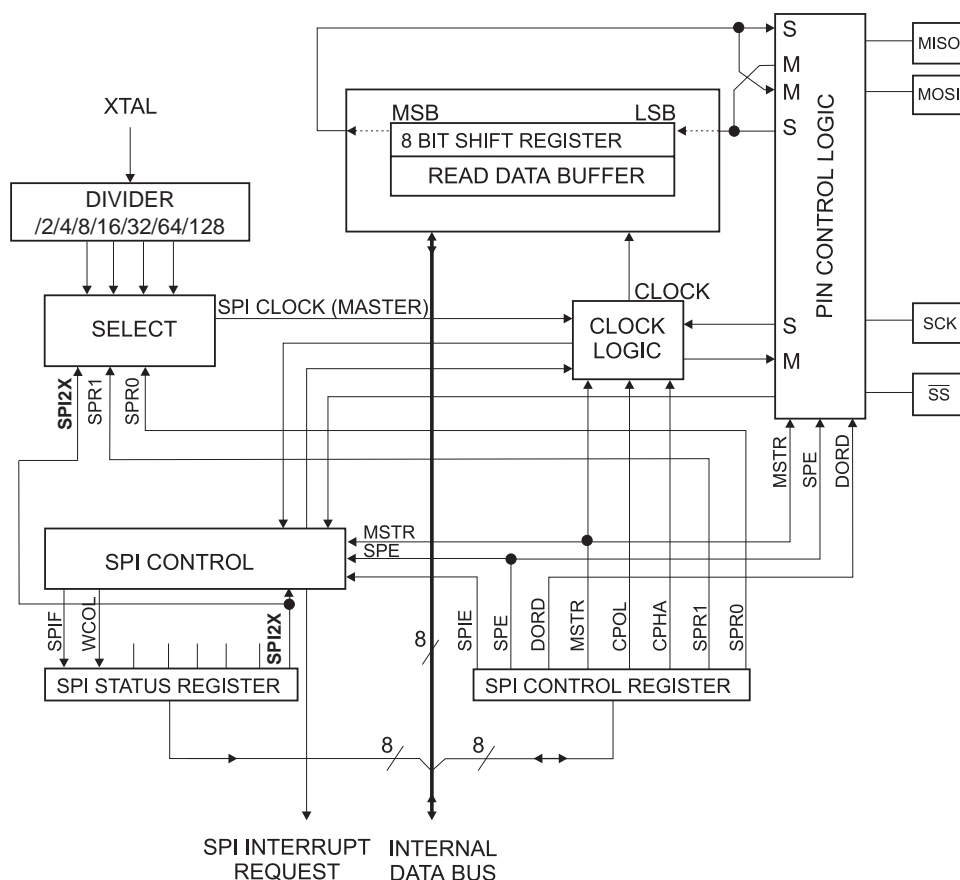 S
MISO
M
M
MOSI
XTAL
MSB
LSB
S
8 BIT SHIFT REGISTER
READ DATA BUFFER
DIVIDER
/2/4/8/16/32/64/128
PIN CONTROL LOGIC
SPI CLOCK (MASTER)
CLOCK
SELECT
CLOCK
LOGIC
S
M
SCK
SS
SPI2X
SPR1
SPR0
MSTR
SPE
DORD
MSTR
SPE
SPI CONTROL
SPIF
WCOL
SPI2X
8
SPIE
SPE
DORD
MSTR
CPOL
CPHA
SPR1
SPR0
SPI STATUS REGISTER
SPI CONTROL REGISTER
8
8
SPI INTERRUPT
REQUEST
INTERNAL
DATA BUS